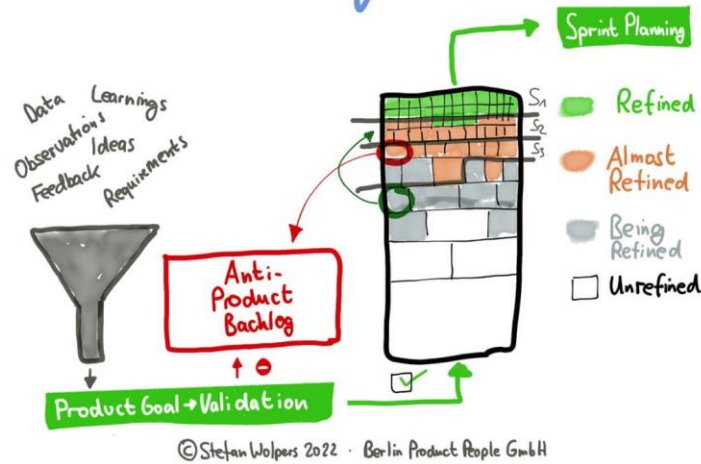 Sprint Planning
Data
Learnings
Observations
Ideas
Feedback
Requirements
S1
S2
S3
Refined
Almost
Refined
Being
Refined
Unrefined
Anti-
Product
Backlog
Product Goal → Validation
© Stefan Wolpers 2022 · Berlin Product People GmbH